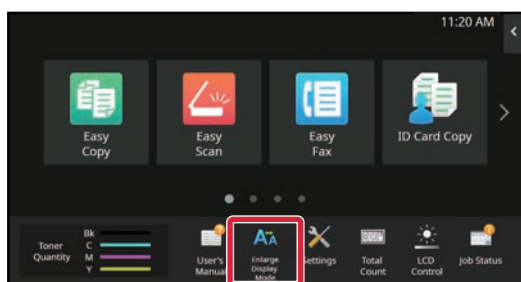 11:20 AM
Easy
Copy
Easy
Scan
Easy
Fax
ID Card Copy
Toner
Quantity
Bk
C
M
Y
User's
Manual
Enlarge
Display
Mode
Settings
Total
Count
LCD
Control
Job Status